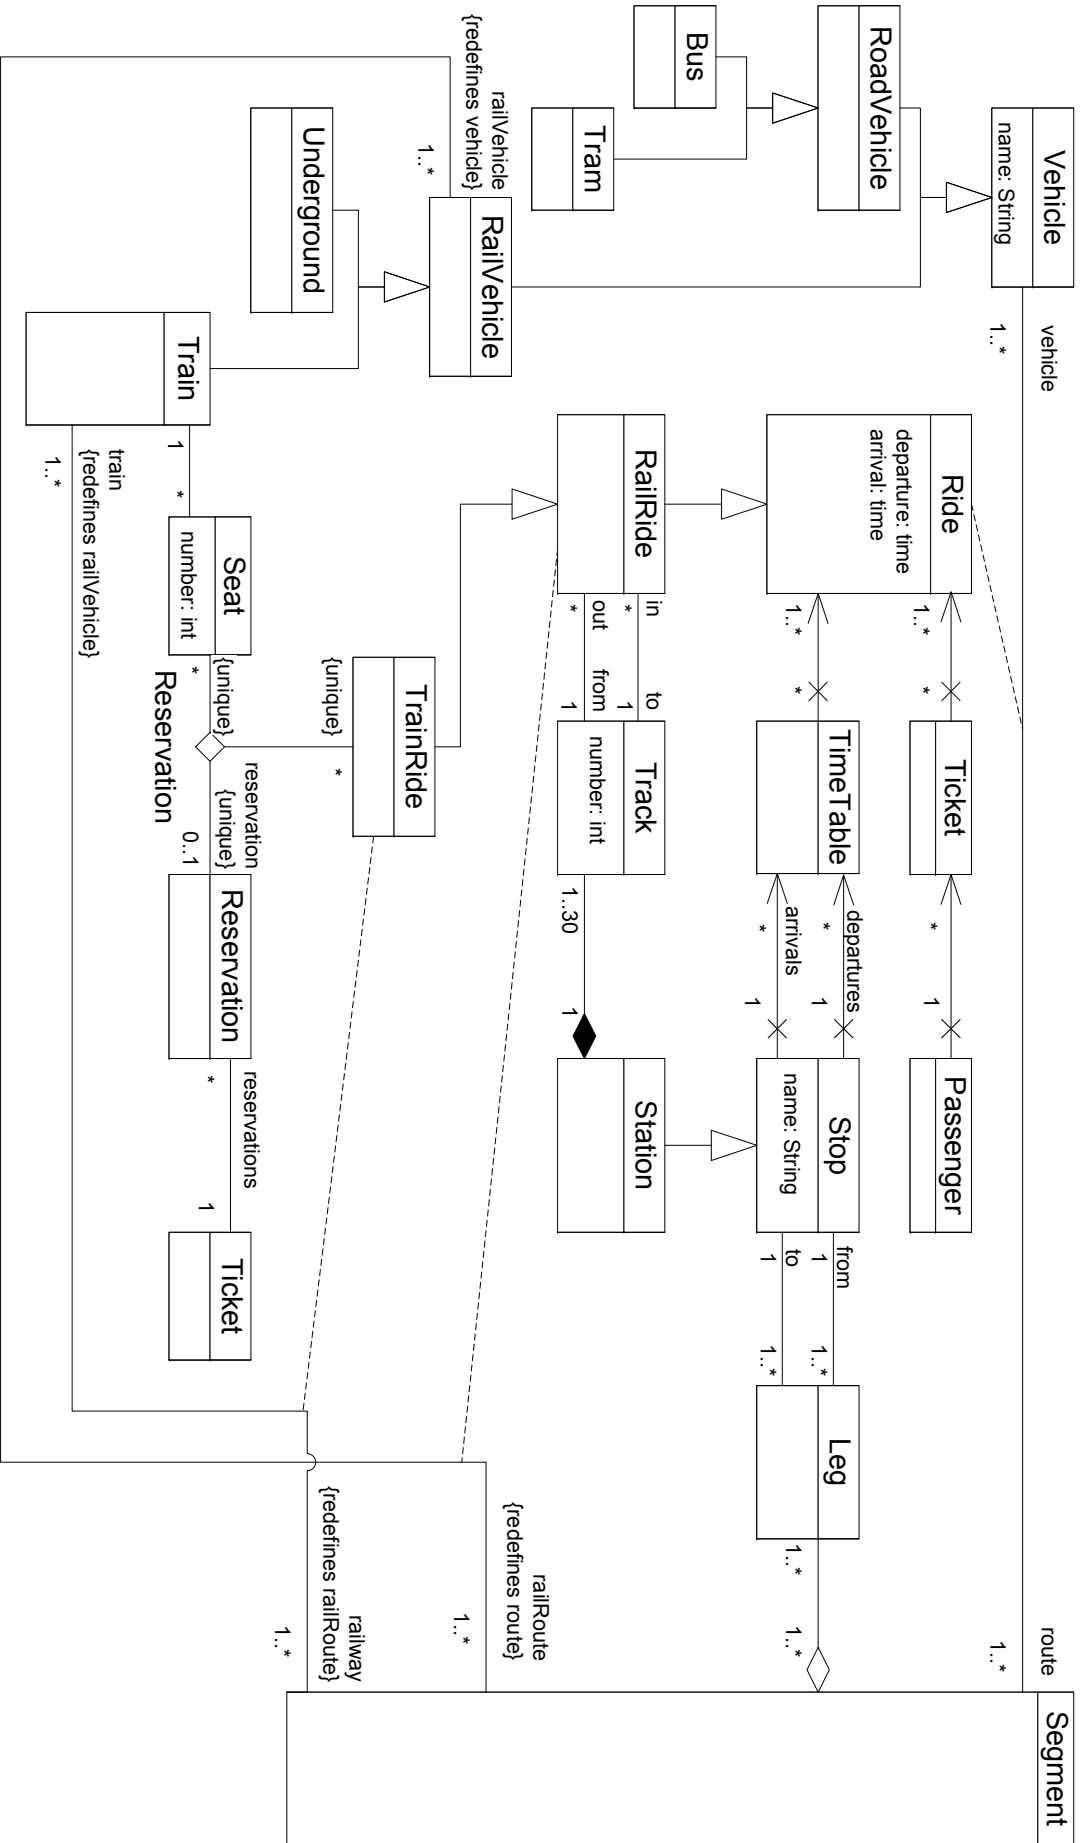 Vehicle
name: String
vehicle
1..*
route
1..*
Segment
RoadVehicle
Bus
Tram
Ride
departure: time
arrival: time
1..*
*
Ticket
*
1
Passenger
1..*
*
TimeTable
departures
*
1
arrivals
*
1
Stop
name: String
from
1
1..*
to
1
1..*
Leg
1..*
1..*
railVehicle
{redefines vehicle}
1..*
RailVehicle
Underground
RailRide
in
*
to
1
out
*
from
1
Track
number: int
1..30
1
Station
railRoute
{redefines route}
1..*
TrainRide
{unique}
*
Train
1
*
Seat
number: int
{unique}
*
Reservation
reservation
{unique}
0..1
Reservation
reservations
*
1
Ticket
train
{redefines railVehicle}
1..*
railway
{redefines railRoute}
1..*